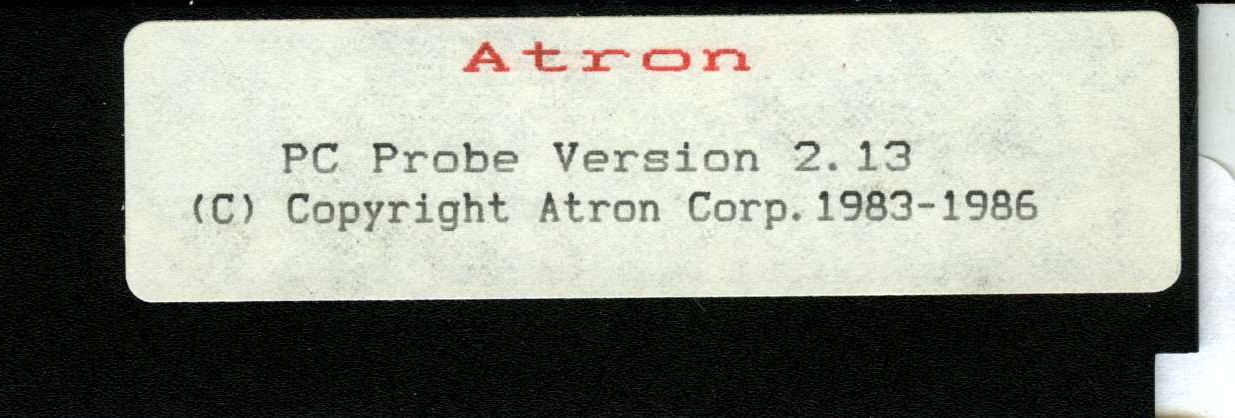 Atron
PC Probe Version 2.13
(C) Copyright Atron Corp.1983-1986